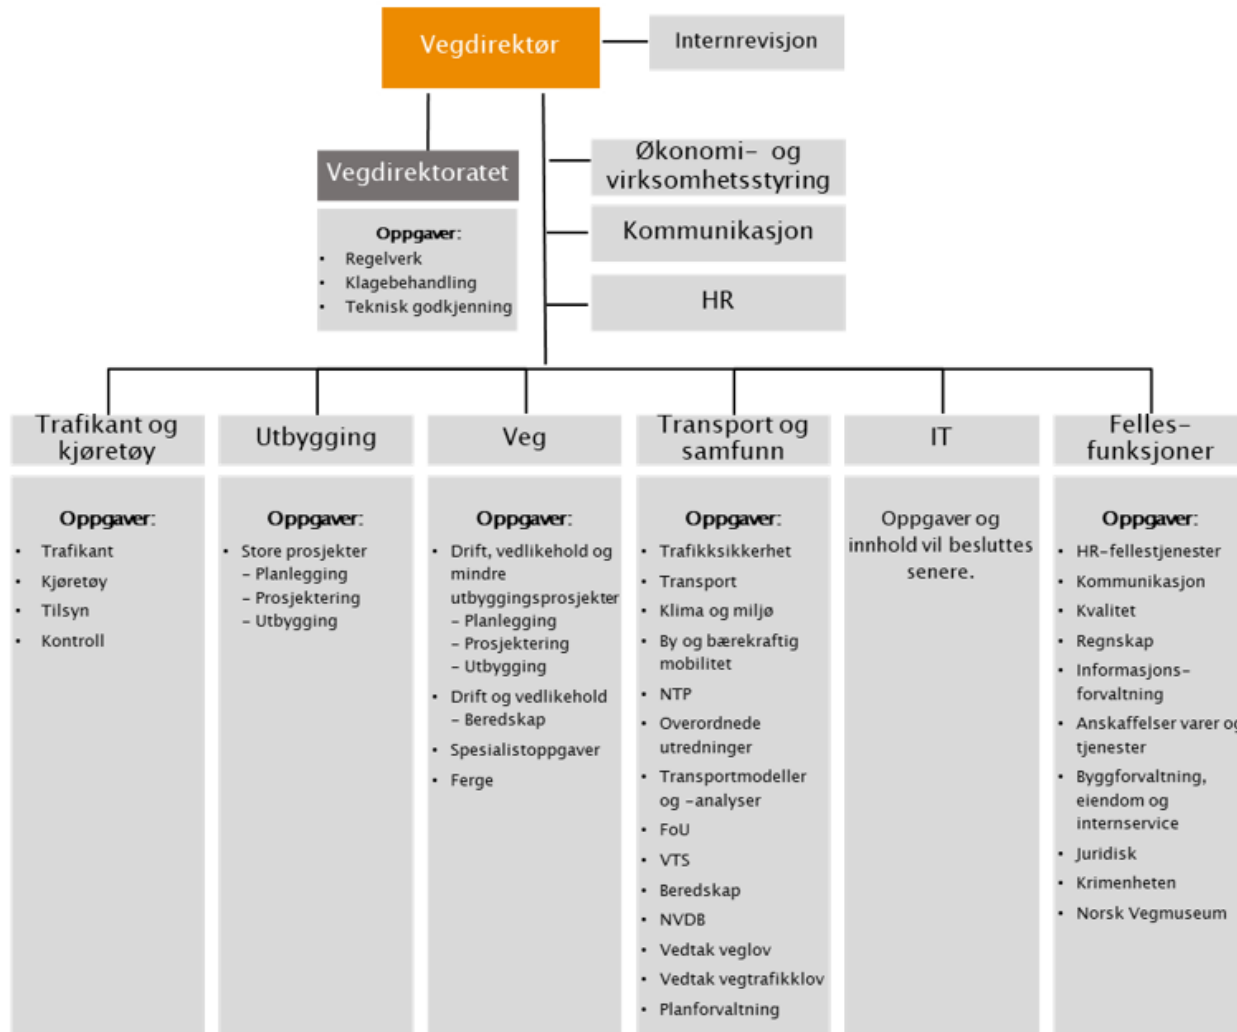 Vegdirektør
Internrevisjon
Vegdirektoratet
Oppgaver:
• Regelverk
• Klagebehandling
• Teknisk godkjenning
Økonomi- og
virksomhetsstyring
Kommunikasjon
HR
Trafikant og
kjøretøy
Oppgaver:
• Trafikant
• Kjøretøy
• Tilsyn
• Kontroll
Utbygging
Oppgaver:
• Store prosjekter
- Planlegging
- Prosjektering
- Utbygging
Veg
Oppgaver:
• Drift, vedlikehold og
mindre
utbyggingsprosjekter
- Planlegging
- Prosjektering
- Utbygging
• Drift og vedlikehold
- Beredskap
• Spesialistoppgaver
• Ferge
Transport og
samfunn
Oppgaver:
• Trafikksikkerhet
• Transport
• Klima og miljø
• By og bærekraftig
mobilitet
• NTP
• Overordnede
utredninger
• Transportmodeller
og -analyser
• FoU
• VTS
• Beredskap
• NVDB
• Vedtak veglov
• Vedtak vegtrafikklov
• Planforvaltning
IT
Oppgaver og
innhold vil besluttes
senere.
Felles-
funksjoner
Oppgaver:
• HR-fellestjenester
• Kommunikasjon
• Kvalitet
• Regnskap
• Informasjons-
forvaltning
• Anskaffelser varer og
tjenester
• Byggforvaltning,
eiendom og
internservice
• Juridisk
• Krimenheten
• Norsk Vegmuseum